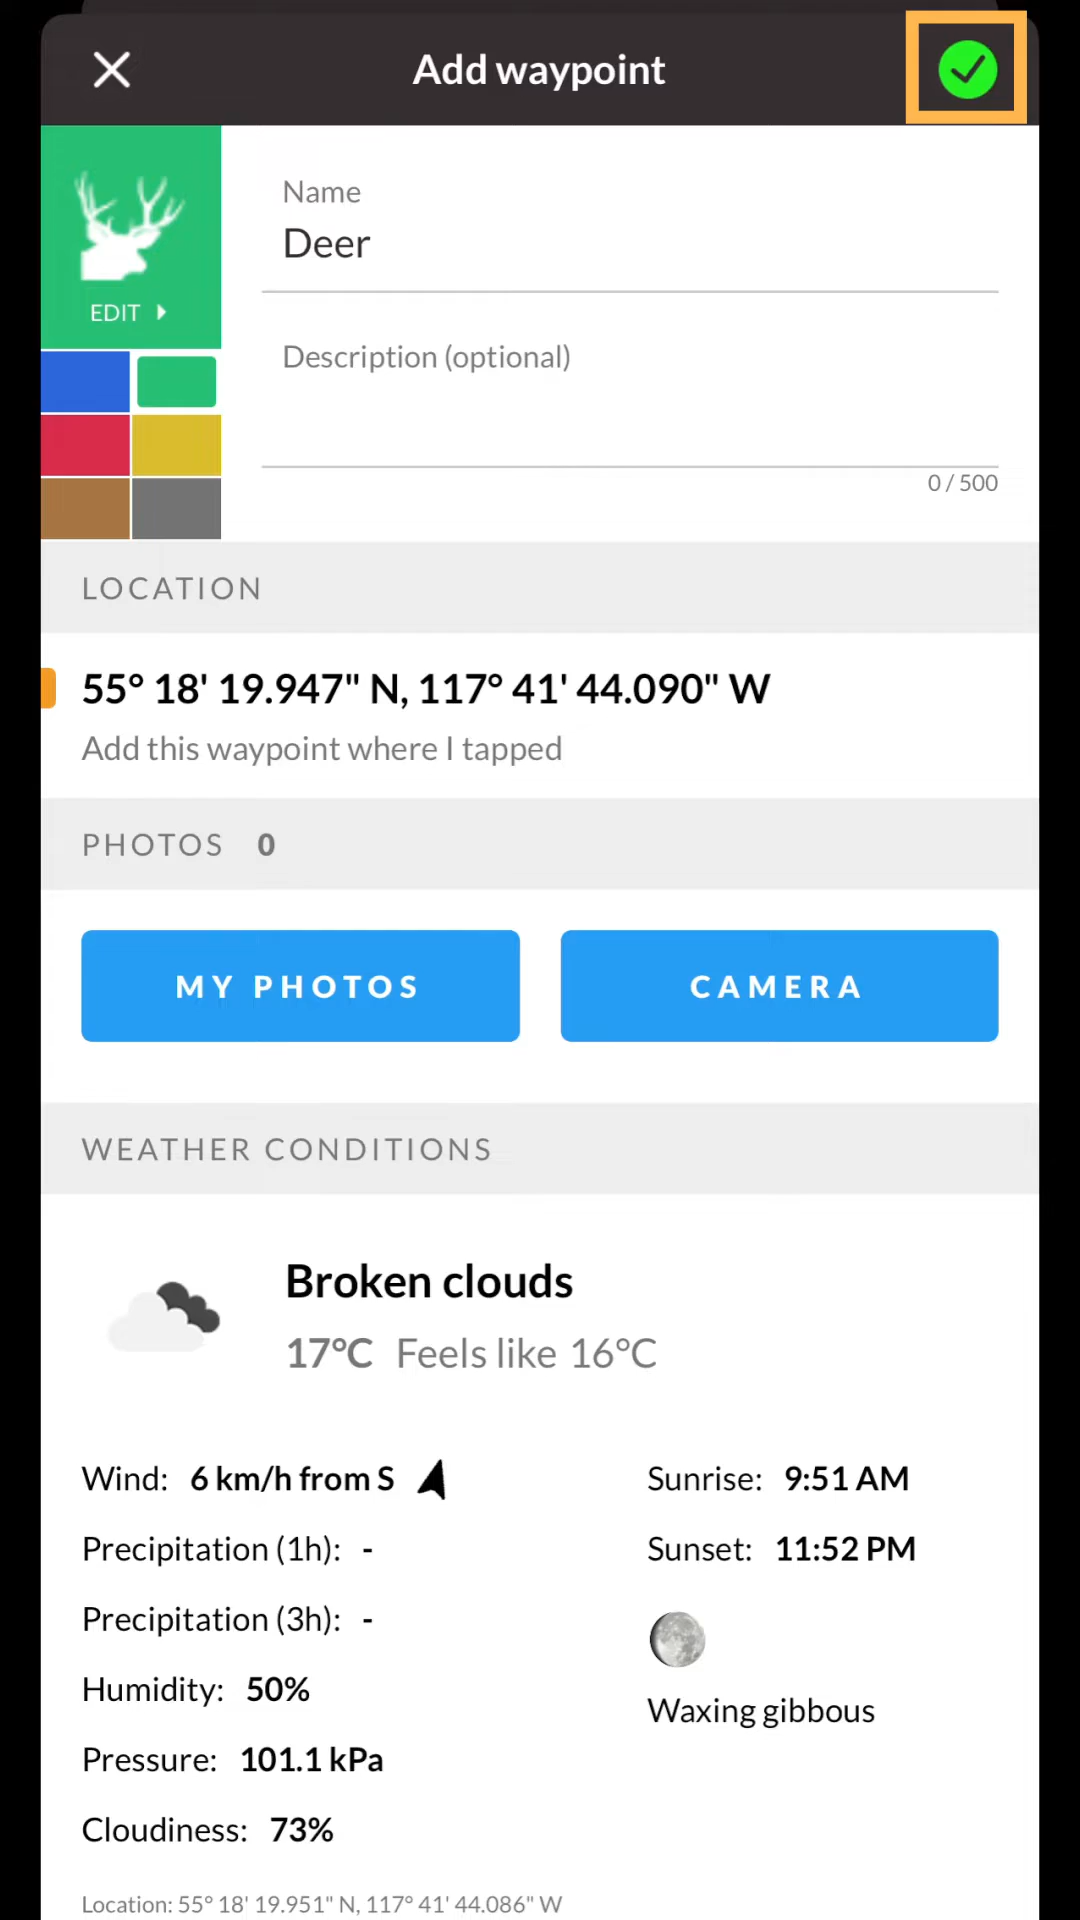 Add waypoint
Name
Deer
EDIT
Description (optional)
0 / 500
LOCATION
55° 18' 19.947" N, 117° 41' 44.090" W
Add this waypoint where I tapped
PHOTOS 0
MY PHOTOS CAMERA
WEATHER CONDITIONS
Broken clouds
17°C Feels like 16°C
Wind: 6 km/h from S Sunrise: 9:51 AM
Precipitation (1h): - Sunset: 11:52 PM
Precipitation (3h): -
Humidity: 50%
Waxing gibbous
Pressure: 101.1 kPa
Cloudiness: 73%
Location: 55° 18' 19.951" N, 117° 41' 44.086" W